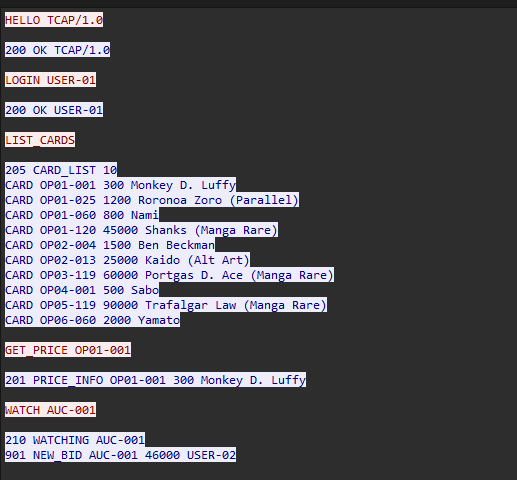 HELLO TCAP/1.0
200 OK TCAP/1.0
LOGIN USER-01
200 OK USER-01
LIST_CARDS
205 CARD_LIST 10
CARD OP01-001 300 Monkey D. Luffy
CARD OP01-025 1200 Roronoa Zoro (Parallel)
CARD OP01-060 800 Nami
CARD OP01-120 45000 Shanks (Manga Rare)
CARD OP02-004 1500 Ben Beckman
CARD OP02-013 25000 Kaido (Alt Art)
CARD OP03-119 60000 Portgas D. Ace (Manga Rare)
CARD OP04-001 500 Sabo
CARD OP05-119 90000 Trafalgar Law (Manga Rare)
CARD OP06-060 2000 Yamato
GET_PRICE OP01-001
201 PRICE_INFO OP01-001 300 Monkey D. Luffy
WATCH AUC-001
210 WATCHING AUC-001
901 NEW_BID AUC-001 46000 USER-02